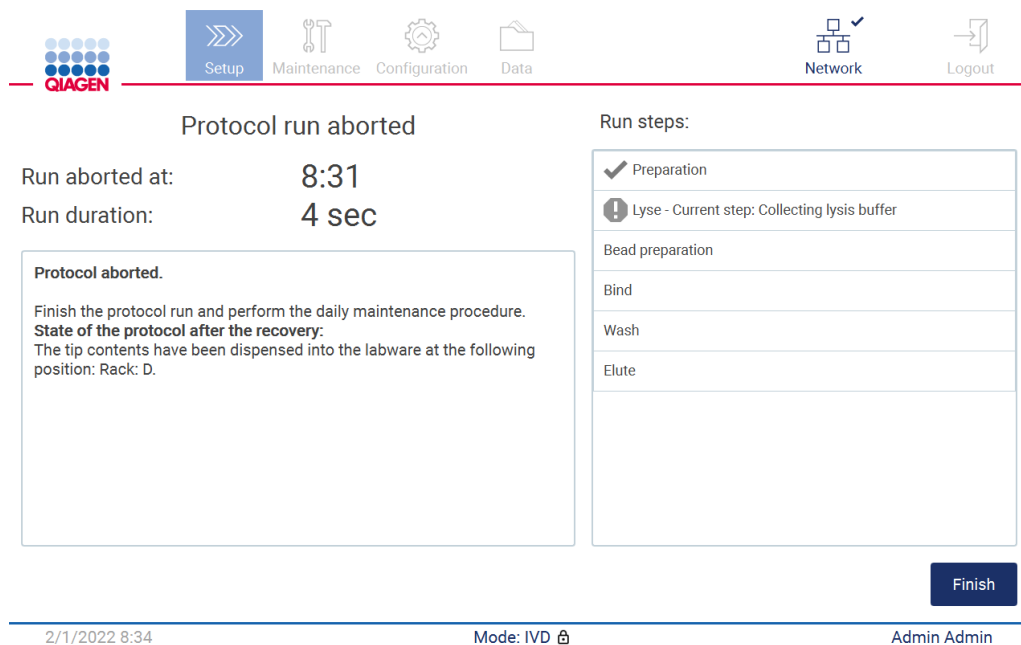 QIAGEN
Setup
Maintenance
Configuration
Data
Network
Logout
Protocol run aborted
Run aborted at: 8:31
Run duration: 4 sec
Protocol aborted.
Finish the protocol run and perform the daily maintenance procedure.
State of the protocol after the recovery:
The tip contents have been dispensed into the labware at the following
position: Rack: D.
Run steps:
Preparation
Lyse - Current step: Collecting lysis buffer
Bead preparation
Bind
Wash
Elute
Finish
2/1/2022 8:34
Mode: IVD
Admin Admin